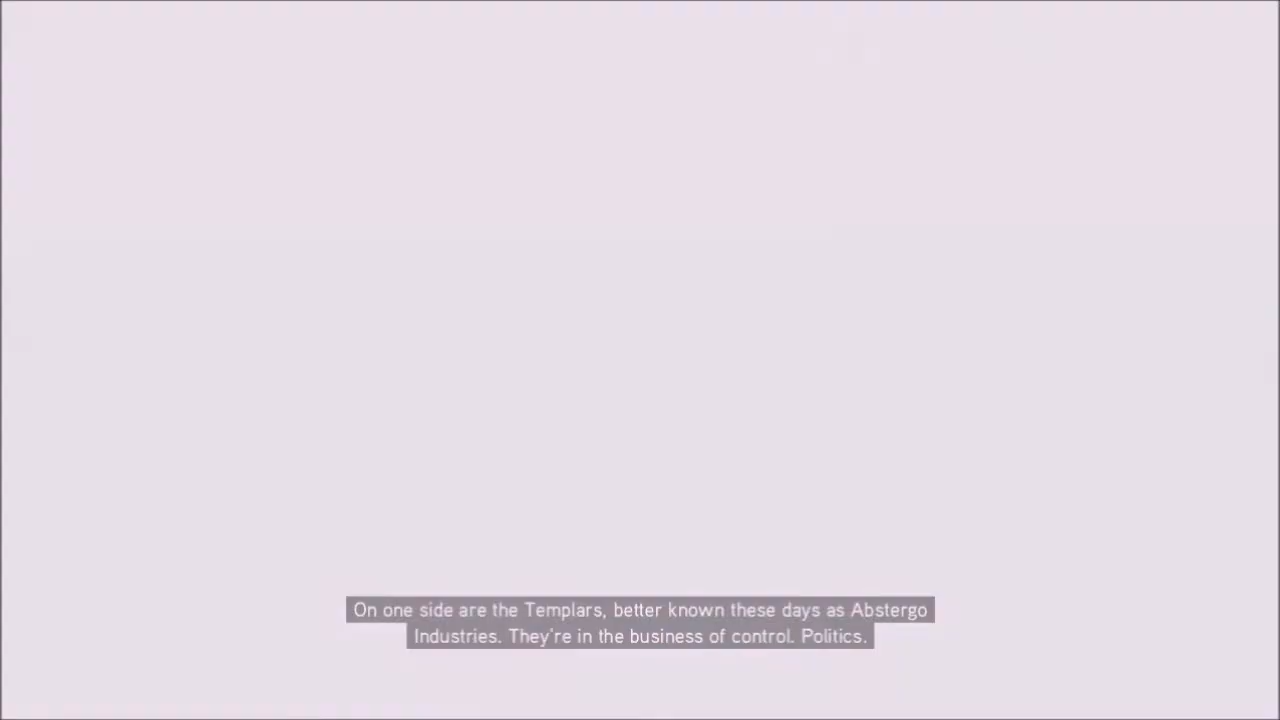 On one side are the Templars, better known these days as Abstergo
Industries. They're in the business of control. Politics.